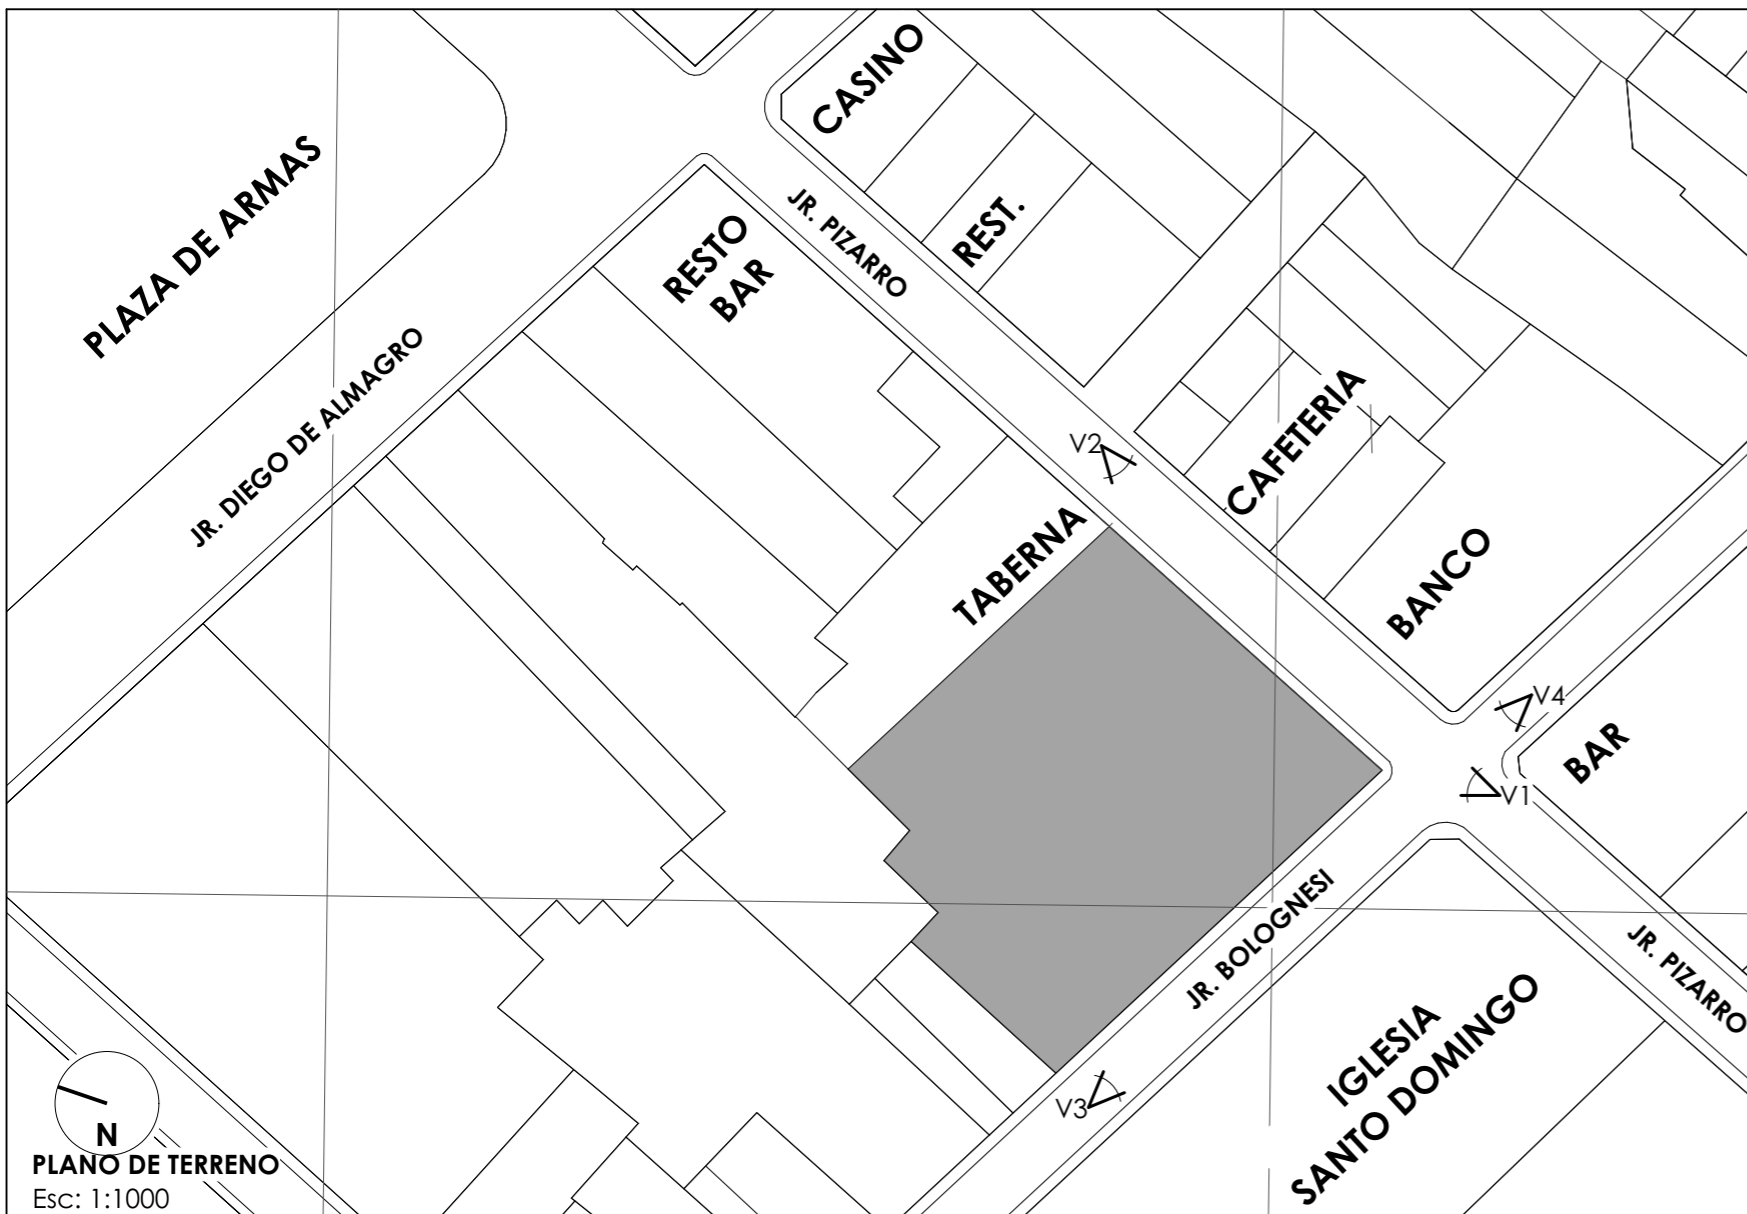 CASINO
PLAZA DE ARMAS
RESTO
BAR
JR. PIZARRO
REST.
JR. DIEGO DE ALMAGRO
V2
CAFETERIA
TABERNA
BANCO
V4
BAR
V1
JR. BOLOGNESI
JR. PIZARRO
IGLESIA
SANTO DOMINGO
V3
N
PLANO DE TERRENO
Esc: 1:1000